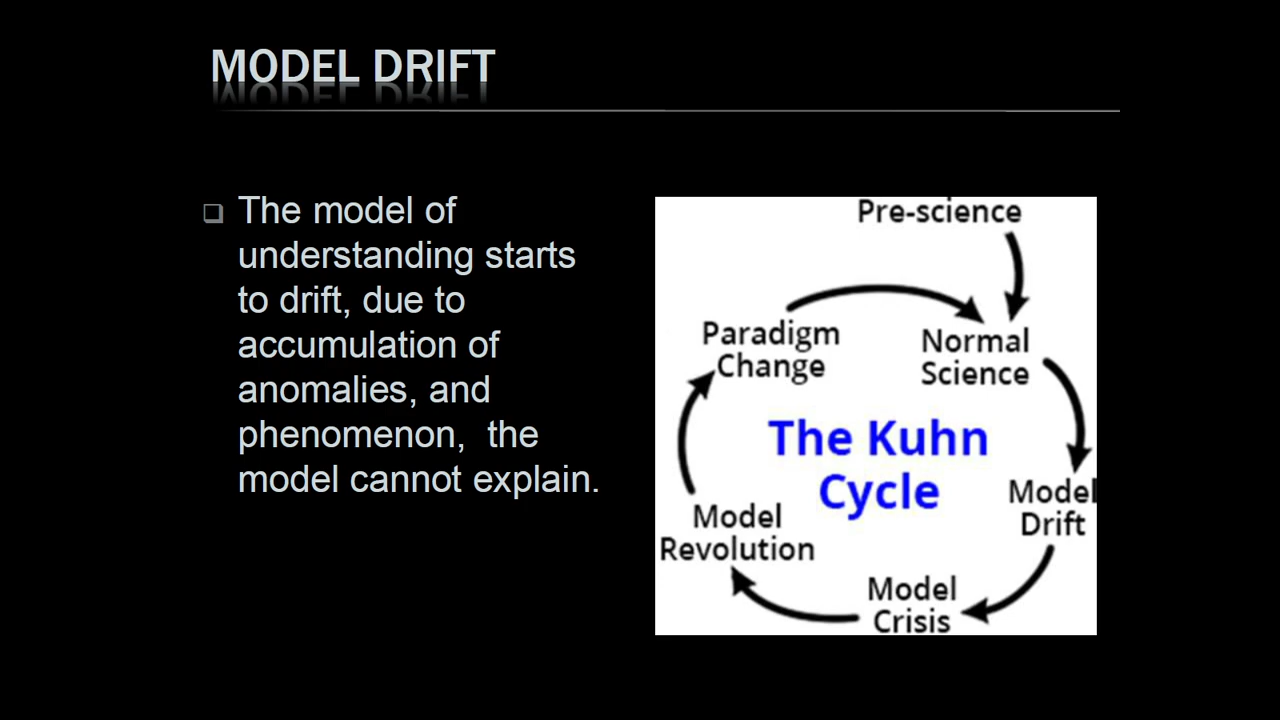 MODEL DRIFT
The model of
understanding starts
to drift, due to
accumulation of
anomalies, and
phenomenon, the
model cannot explain.
Pre-science
Paradigm
Change
Normal
Science
The Kuhn
Cycle
Model
Drift
Model
Revolution
Model
Crisis